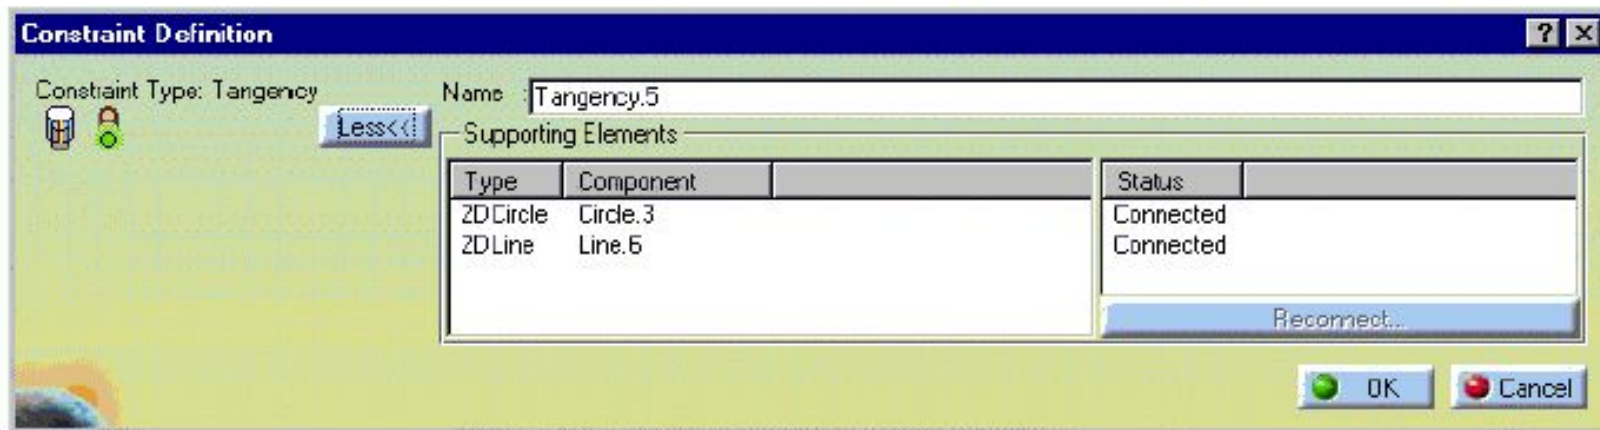 Constraint Definition
? X
Constraint Type: Tangency
Less<<
Name : Tangency.5
Supporting Elements
Type Component
2DCircle Circle.3
2DLine Line.6
Status
Connected
Connected
Reconnect...
OK Cancel